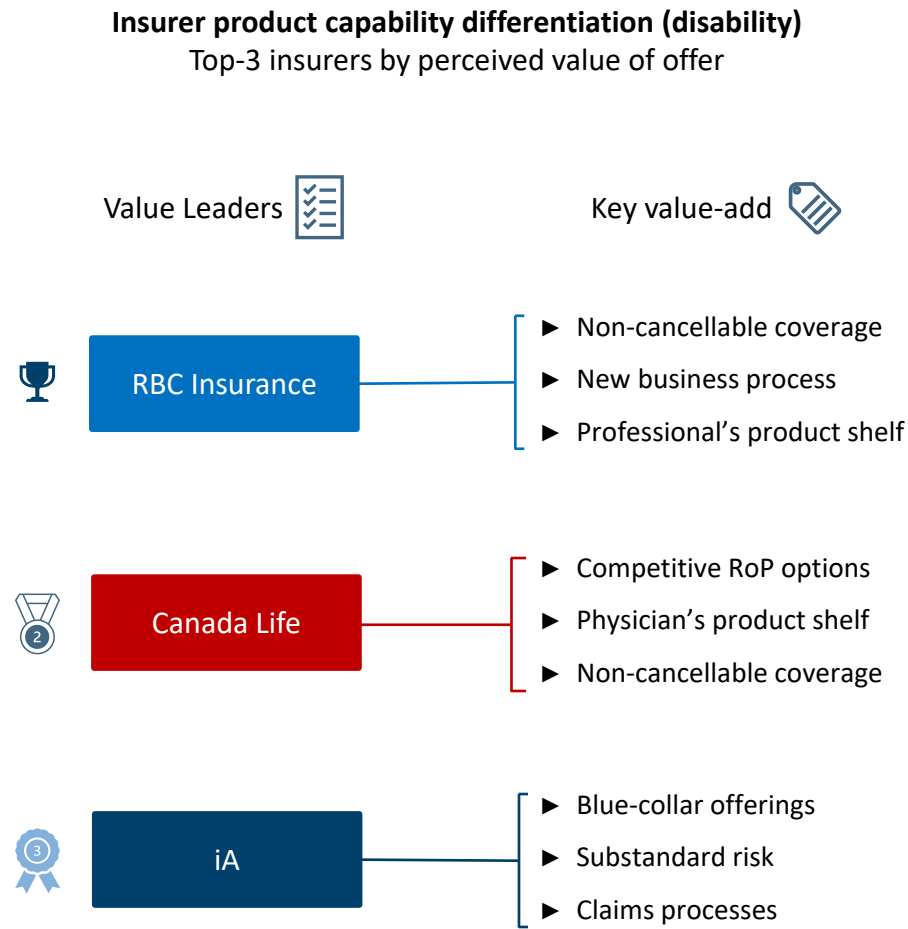 Insurer product capability differentiation (disability)
Top-3 insurers by perceived value of offer
Value Leaders
Key value-add
RBC Insurance
► Non-cancellable coverage
► New business process
► Professional’s product shelf
2
Canada Life
► Competitive RoP options
► Physician’s product shelf
► Non-cancellable coverage
3
iA
► Blue-collar offerings
► Substandard risk
► Claims processes